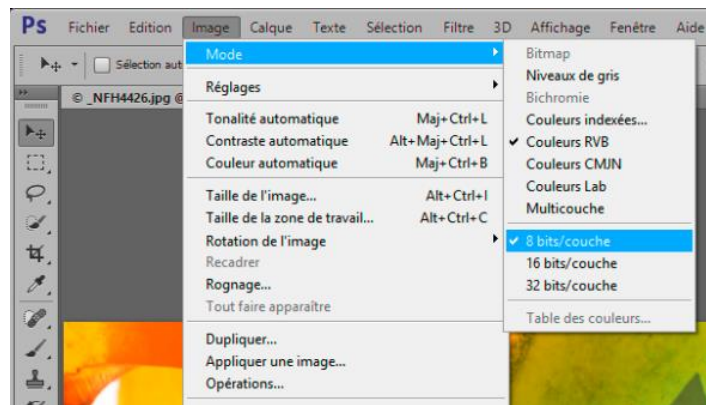 Ps Fichier Edition Image Calque Texte Sélection Filtre 3D Affichage Fenêtre Aide
Sélection aut
© _NFH4426.jpg @
Mode
Réglages
Tonalité automatique Maj+Ctrl+L
Contraste automatique Alt+Maj+Ctrl+L
Couleur automatique Maj+Ctrl+B
Taille de l'image... Alt+Ctrl+I
Taille de la zone de travail... Alt+Ctrl+C
Rotation de l'image
Recadrer
Rognage...
Tout faire apparaître
Dupliquer...
Appliquer une image...
Opérations...
Bitmap
Niveaux de gris
Bichromie
Couleurs indexées...
Couleurs RVB
Couleurs CMJN
Couleurs Lab
Multicouche
8 bits/couche
16 bits/couche
32 bits/couche
Table des couleurs...